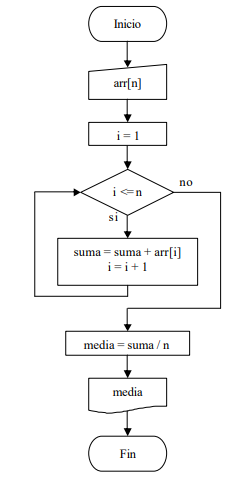 Inicio
arr[n]
i = 1
i <= n
no
si
suma = suma + arr[i]
i = i + 1
media = suma / n
media
Fin